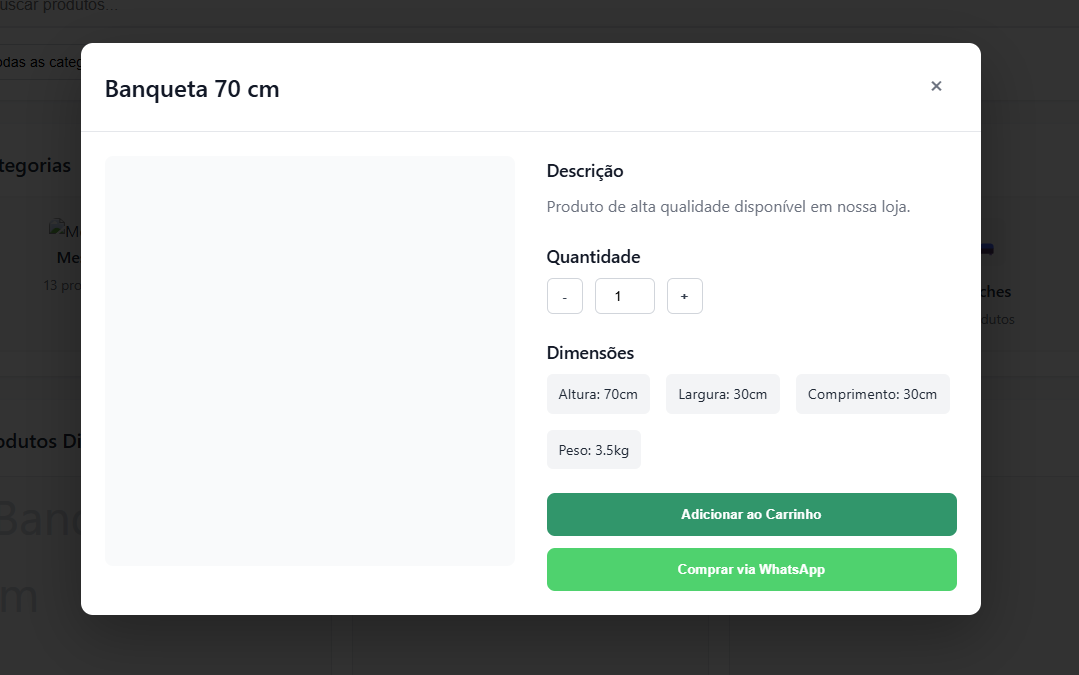 uscar produtos...
odas as categ
Banqueta 70 cm
×
tegorias
Descrição
Produto de alta qualidade disponível em nossa loja.
Me
Me
13 pro
ches
dutos
Quantidade
- 1 +
Dimensões
Altura: 70cm Largura: 30cm Comprimento: 30cm
odutos Di
Peso: 3.5kg
Banq
Adicionar ao Carrinho
Comprar via WhatsApp
m